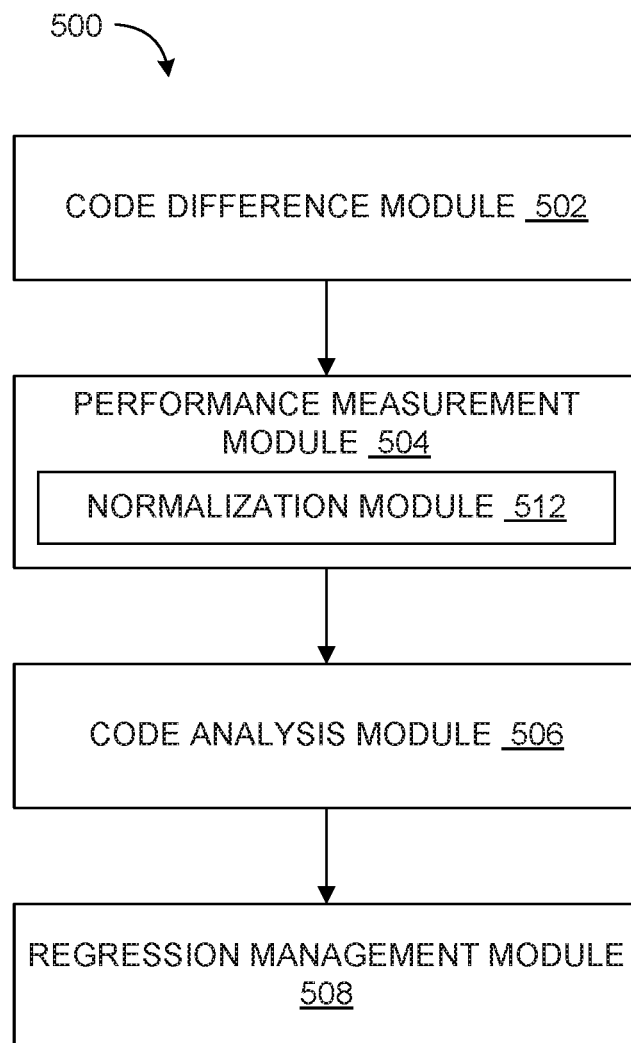 500
CODE DIFFERENCE MODULE 502
PERFORMANCE MEASUREMENT
MODULE 504
NORMALIZATION MODULE 512
CODE ANALYSIS MODULE 506
REGRESSION MANAGEMENT MODULE
508